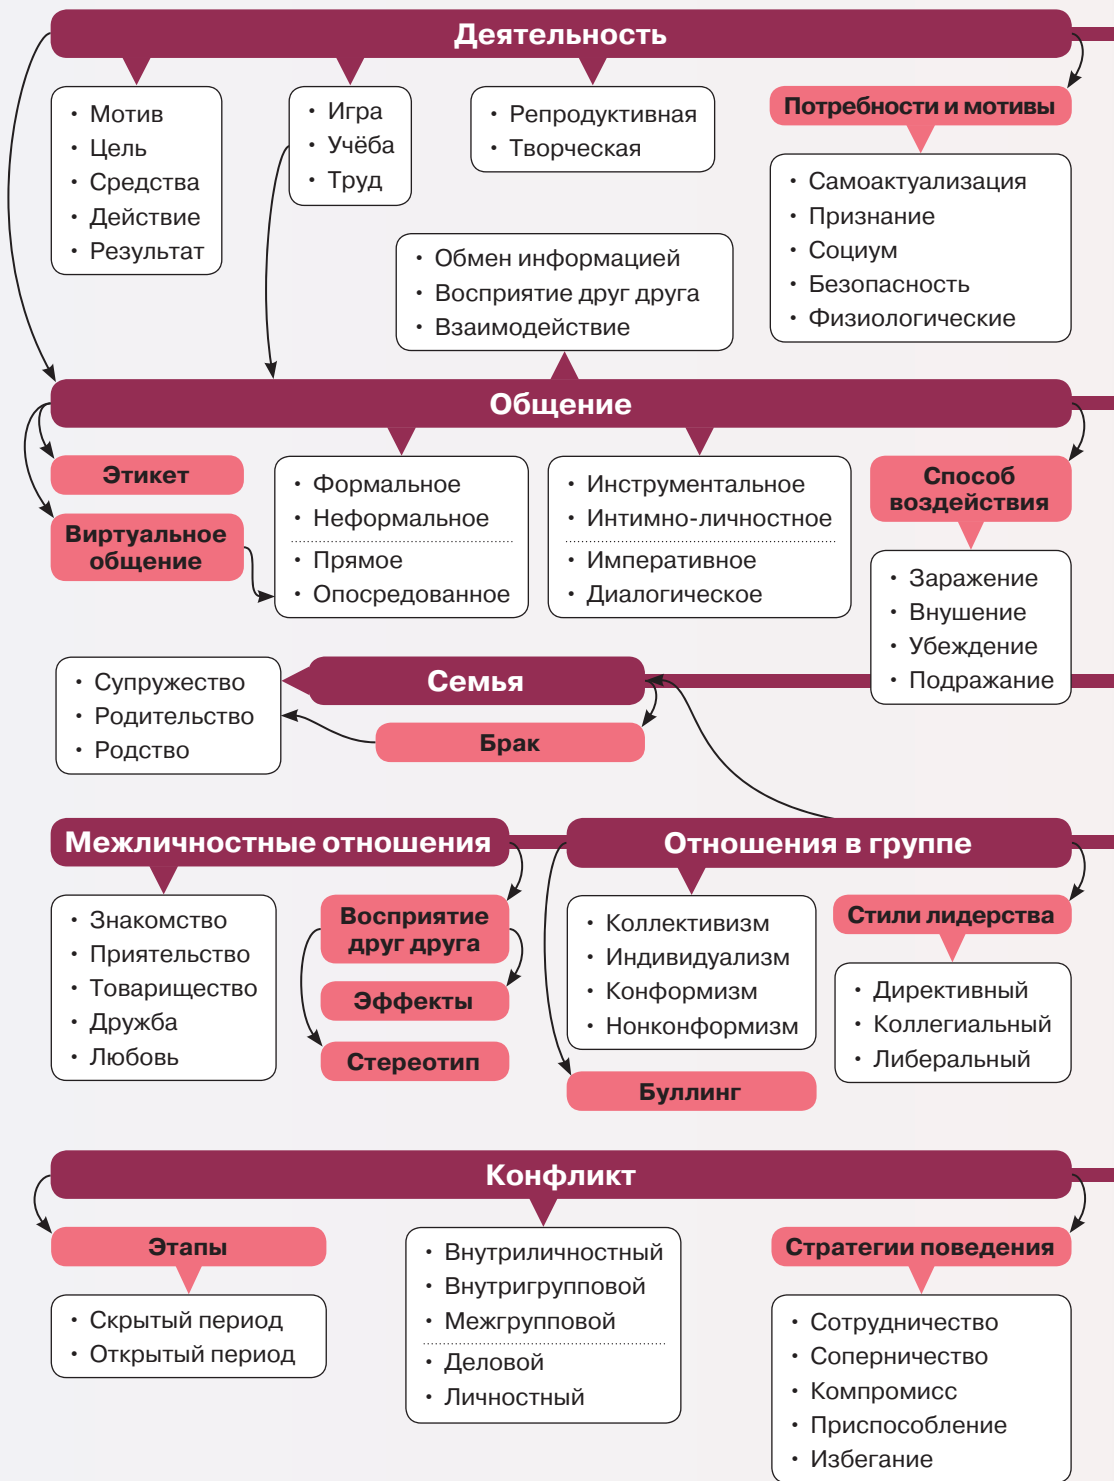 Деятельность
• Мотив
• Цель
• Средства
• Действие
• Результат
• Игра
• Учёба
• Труд
• Репродуктивная
• Творческая
Потребности и мотивы
• Самоактуализация
• Признание
• Социум
• Безопасность
• Физиологические
• Обмен информацией
• Восприятие друг друга
• Взаимодействие
Общение
Этикет
Виртуальное
общение
• Формальное
• Неформальное
• Прямое
• Опосредованное
• Инструментальное
• Интимно-личностное
• Императивное
• Диалогическое
Способ
воздействия
• Заражение
• Внушение
• Убеждение
• Подражание
Семья
• Супружество
• Родительство
• Родство
Брак
Межличностные отношения
• Знакомство
• Приятельство
• Товарищество
• Дружба
• Любовь
Восприятие
друг друга
Эффекты
Стереотип
Отношения в группе
• Коллективизм
• Индивидуализм
• Конформизм
• Нонконформизм
Буллинг
Стили лидерства
• Директивный
• Коллегиальный
• Либеральный
Конфликт
Этапы
• Скрытый период
• Открытый период
• Внутриличностный
• Внутригрупповой
• Межгрупповой
• Деловой
• Личностный
Стратегии поведения
• Сотрудничество
• Соперничество
• Компромисс
• Приспособление
• Избегание